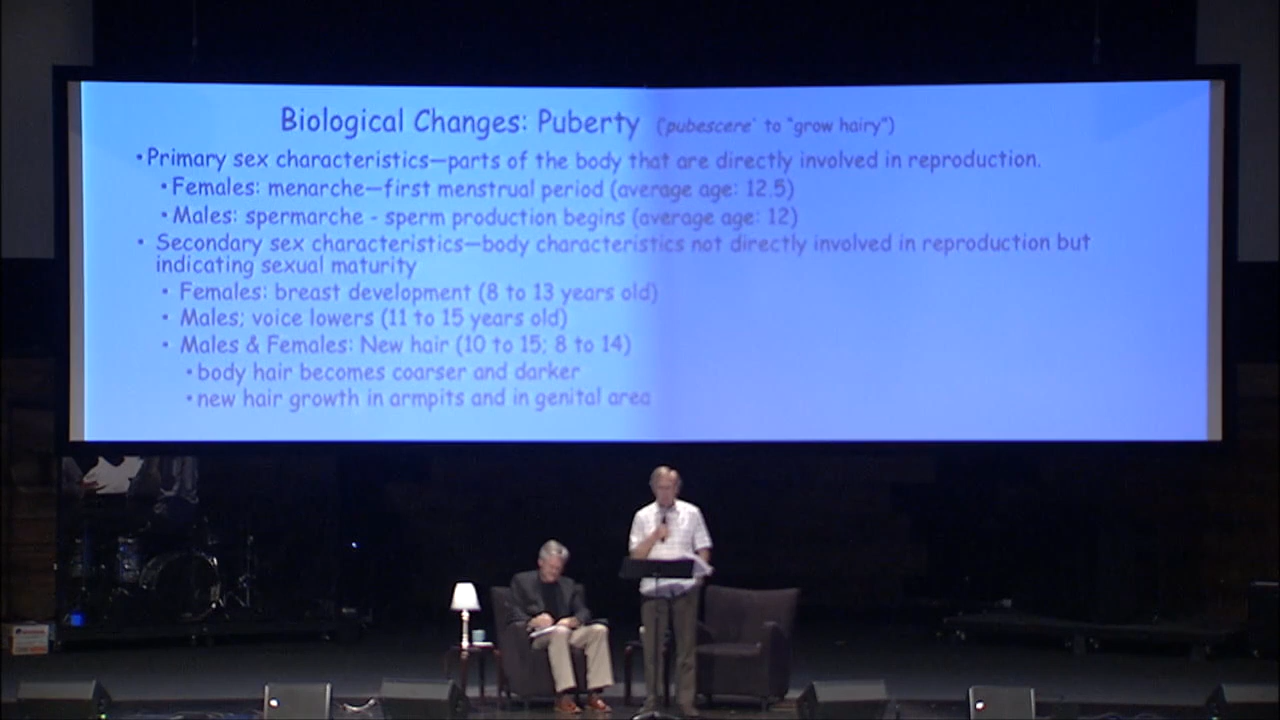 Biological Changes: Puberty ('pubescere' to "grow hairy")
•Primary sex characteristics—parts of the body that are directly involved in reproduction.
•Females: menarche—first menstrual period (average age: 12.5)
•Males: spermarche - sperm production begins (average age: 12)
• Secondary sex characteristics—body characteristics not directly involved in reproduction but
indicating sexual maturity
• Females: breast development (8 to 13 years old)
• Males; voice lowers (11 to 15 years old)
• Males & Females: New hair (10 to 15; 8 to 14)
•body hair becomes coarser and darker
•new hair growth in armpits and in genital area